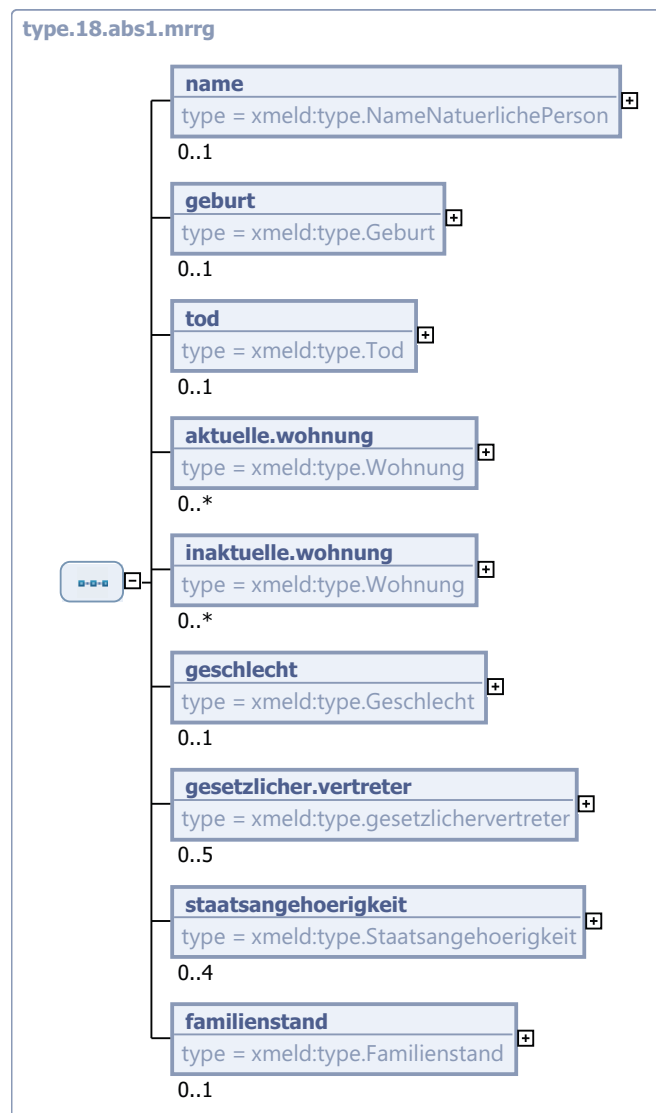 type.18.abs1.mrrg
name
type = xmeld:type.NameNatuerlichePerson
0..1
geburt
type = xmeld:type.Geburt
0..1
tod
type = xmeld:type.Tod
0..1
aktuelle.wohnung
type = xmeld:type.Wohnung
0..*
inaktuelle.wohnung
type = xmeld:type.Wohnung
0..*
geschlecht
type = xmeld:type.Geschlecht
0..1
gesetzlicher.vertreter
type = xmeld:type.gesetzlichervertreter
0..5
staatsangehoerigkeit
type = xmeld:type.Staatsangehoerigkeit
0..4
familienstand
type = xmeld:type.Familienstand
0..1